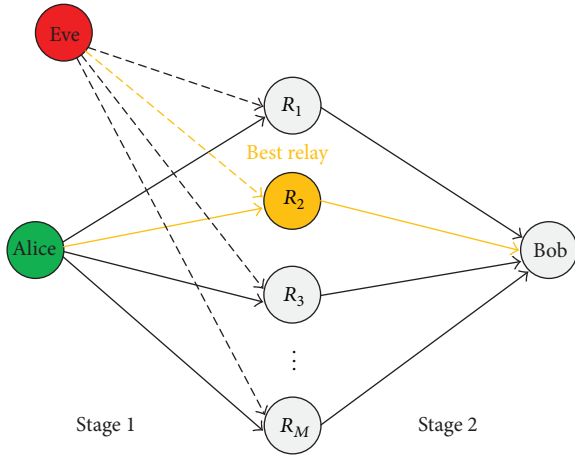 Eve
R1
Best relay
R2
Alice
Bob
R3
⋮
RM
Stage 1
Stage 2